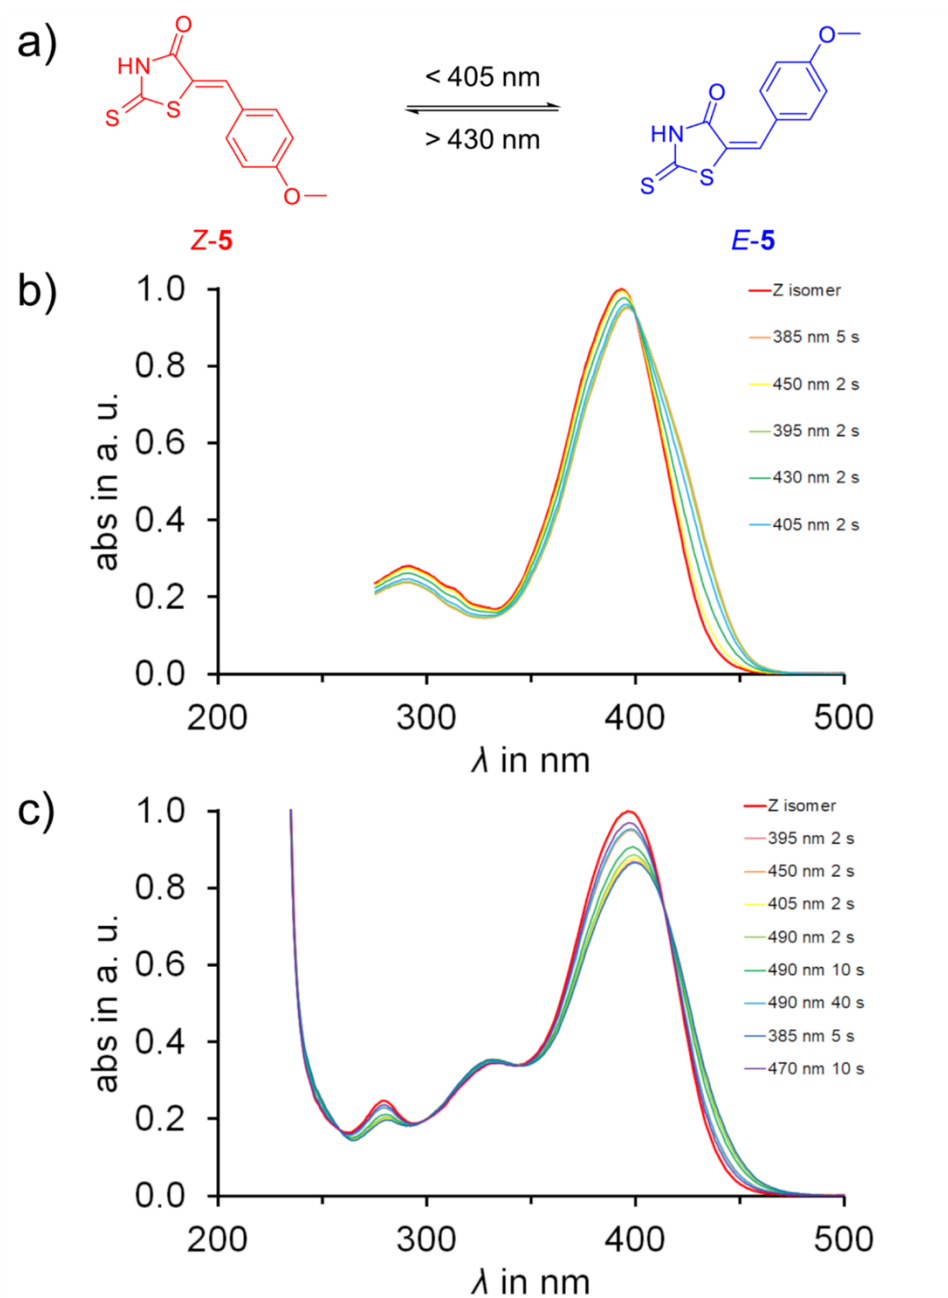 a)
O
HN
S
S
O
Z-5
< 405 nm
> 430 nm
O
O
HN
S
S
E-5
b)
abs in a. u.
1.0
0.8
0.6
0.4
0.2
0.0
200
300
400
500
λ in nm
Z isomer
385 nm 5 s
450 nm 2 s
395 nm 2 s
430 nm 2 s
405 nm 2 s
c)
abs in a. u.
1.0
0.8
0.6
0.4
0.2
0.0
200
300
400
500
λ in nm
Z isomer
395 nm 2 s
450 nm 2 s
405 nm 2 s
490 nm 2 s
490 nm 10 s
490 nm 40 s
385 nm 5 s
470 nm 10 s